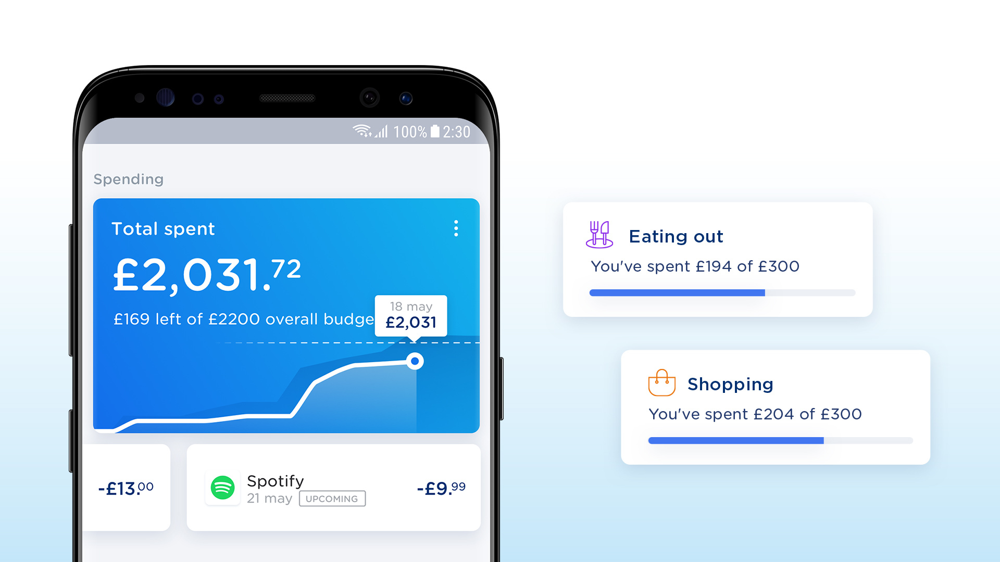 100% 2:30
Spending
Total spent
£2,031.72
£169 left of £2200 overall budge
18 may
£2,031
-£13.00
Spotify
21 may UPCOMING
-£9.99
Eating out
You've spent £194 of £300
Shopping
You've spent £204 of £300